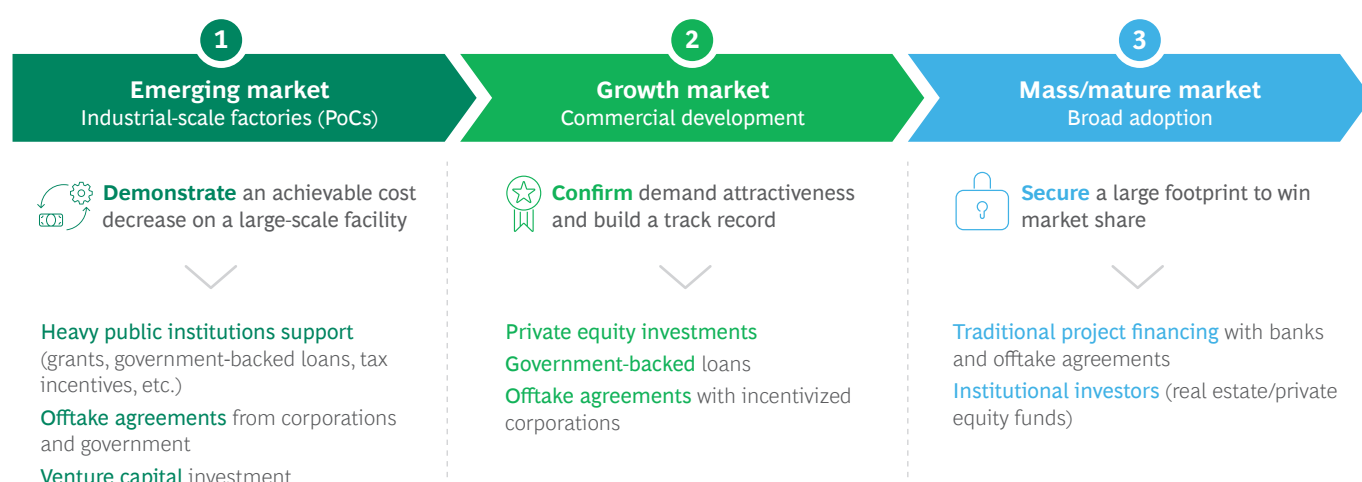 1
Emerging market
Industrial-scale factories (PoCs)
Demonstrate an achievable cost
decrease on a large-scale facility
Heavy public institutions support
(grants, government-backed loans, tax
incentives, etc.)
Offtake agreements from corporations
and government
Venture capital investment
2
Growth market
Commercial development
Confirm demand attractiveness
and build a track record
Private equity investments
Government-backed loans
Offtake agreements with incentivized
corporations
3
Mass/mature market
Broad adoption
Secure a large footprint to win
market share
Traditional project financing with banks
and offtake agreements
Institutional investors (real estate/private
equity funds)